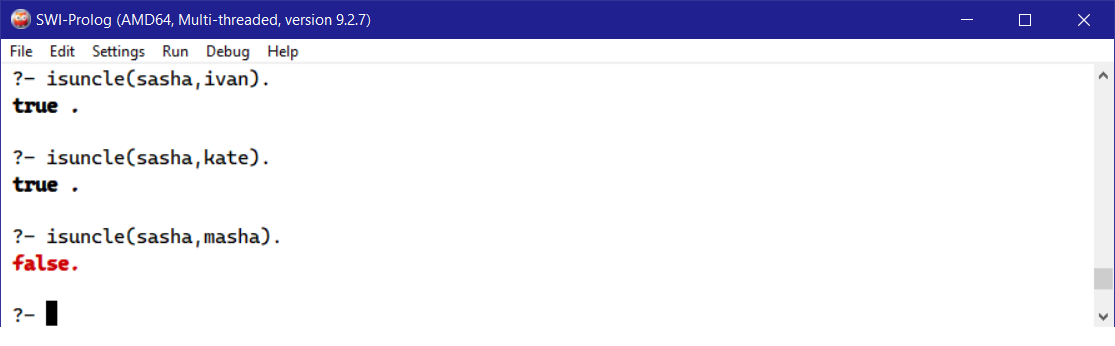 SWI-Prolog (AMD64, Multi-threaded, version 9.2.7)
File Edit Settings Run Debug Help
?- isuncle(sasha,ivan).
true .
?- isuncle(sasha,kate).
true .
?- isuncle(sasha,masha).
false.
?-